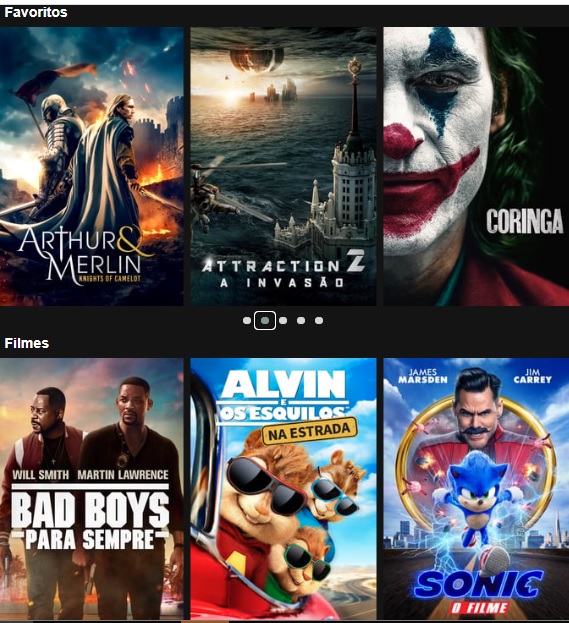 Favoritos
ARTHUR &
MERLIN
KNIGHTS OF CAMELOT
ATTRACTION 2
A INVASÃO
CORINGA
Filmes
WILL SMITH MARTIN LAWRENCE
BAD BOYS
PARA SEMPRE
ALVIN
E
OS ESQUILOS
NA ESTRADA
JAMES
MARSDEN
JIM
CARREY
SONIC
O FILME